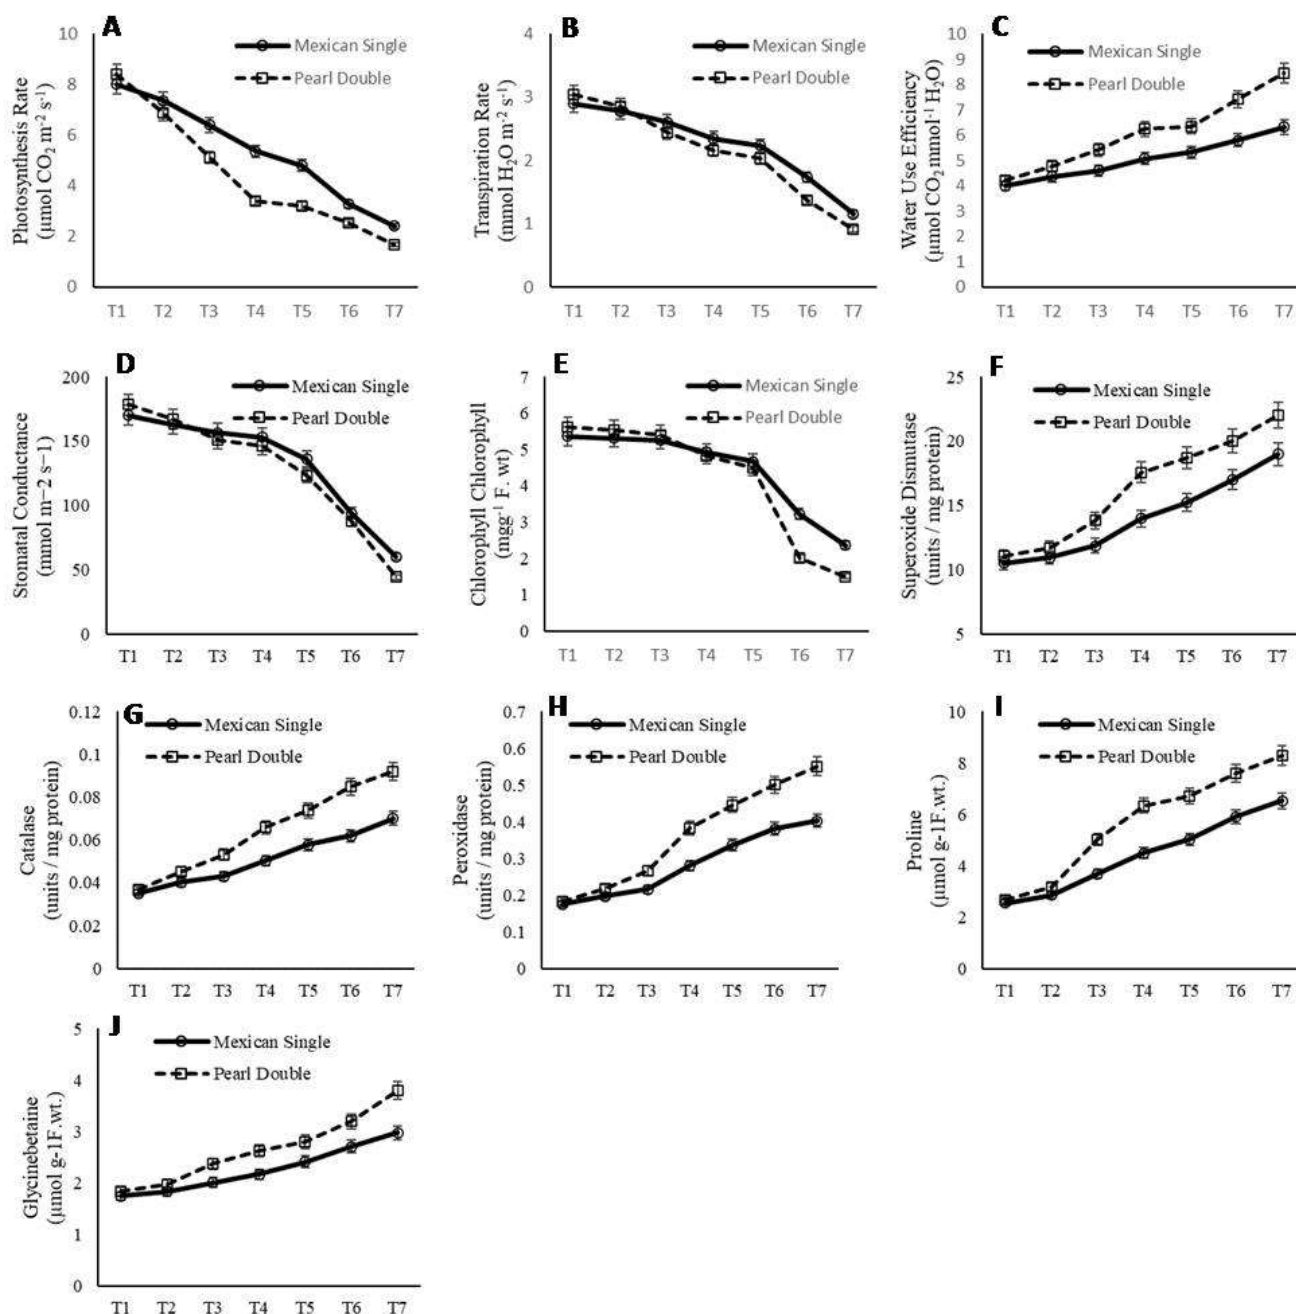 A
Photosynthesis Rate
(μmol CO₂ m⁻² s⁻¹)
10
8
6
4
2
0
Mexican Single
Pearl Double
T1 T2 T3 T4 T5 T6 T7
B
Transpiration Rate
(mmol H₂O m⁻² s⁻¹)
4
3
2
1
0
Mexican Single
Pearl Double
T1 T2 T3 T4 T5 T6 T7
C
Water Use Efficiency
(μmol CO₂ mmol⁻¹ H₂O)
10
9
8
7
6
5
4
3
2
1
0
Mexican Single
Pearl Double
T1 T2 T3 T4 T5 T6 T7
D
Stomatal Conductance
(mmol m−2 s−1)
200
150
100
50
0
Mexican Single
Pearl Double
T1 T2 T3 T4 T5 T6 T7
E
Chlorophyll Chlorophyll
(mgg⁻¹ F. wt)
7
6
5
4
3
2
1
0
Mexican Single
Pearl Double
T1 T2 T3 T4 T5 T6 T7
F
Superoxide Dismutase
(units / mg protein)
25
20
15
10
5
Mexican Single
Pearl Double
T1 T2 T3 T4 T5 T6 T7
G
Catalase
(units / mg protein)
0.12
0.1
0.08
0.06
0.04
0.02
0
Mexican Single
Pearl Double
T1 T2 T3 T4 T5 T6 T7
H
Peroxidase
(units / mg protein)
0.7
0.6
0.5
0.4
0.3
0.2
0.1
0
Mexican Single
Pearl Double
T1 T2 T3 T4 T5 T6 T7
I
Proline
(μmol g-1F.wt.)
10
8
6
4
2
0
Mexican Single
Pearl Double
T1 T2 T3 T4 T5 T6 T7
J
Glycinebetaine
(μmol g-1F.wt.)
5
4
3
2
1
0
Mexican Single
Pearl Double
T1 T2 T3 T4 T5 T6 T7